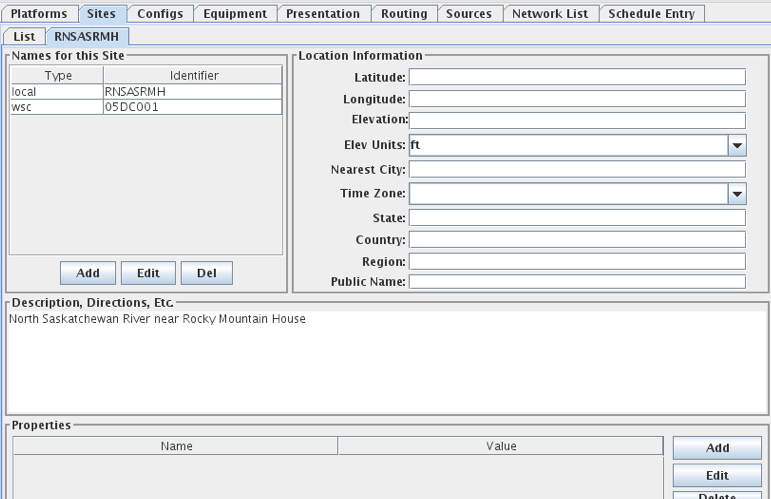 Platforms Sites Configs Equipment Presentation Routing Sources Network List Schedule Entry
List RNSASRMH
Names for this Site
Type Identifier
local RNSASRMH
wsc 05DC001
Add Edit Del
Location Information
Latitude:
Longitude:
Elevation:
Elev Units: ft
Nearest City:
Time Zone:
State:
Country:
Region:
Public Name:
Description, Directions, Etc.
North Saskatchewan River near Rocky Mountain House
Properties
Name Value
Add
Edit
Delete